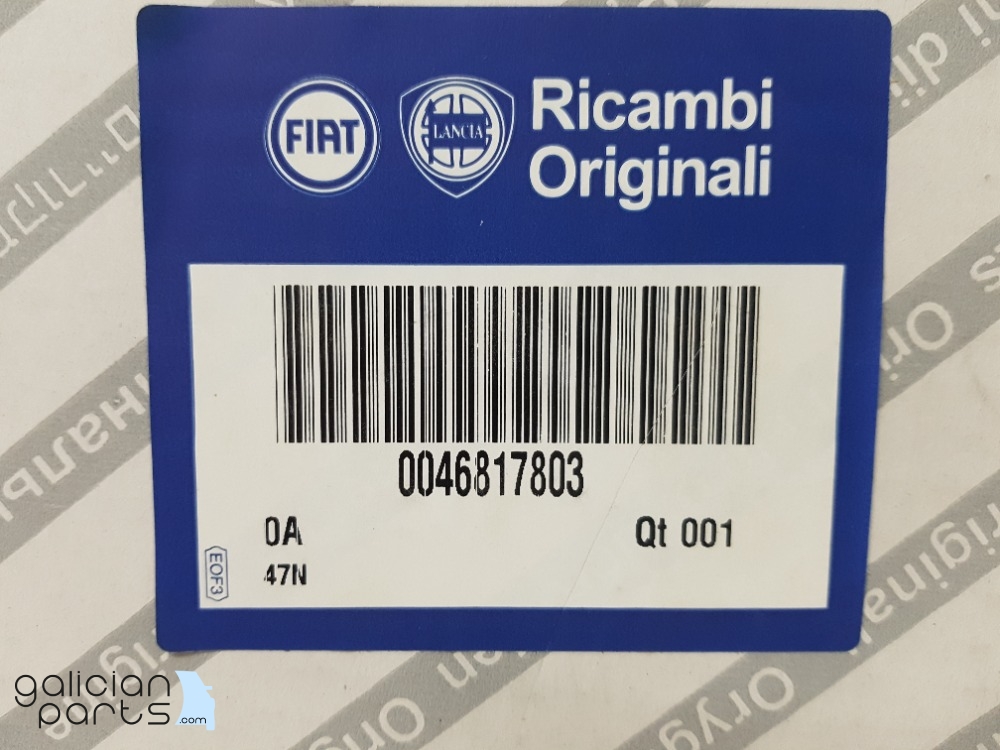 FIAT
LANCIA
Ricambi
Originali
0046817803
0A
Qt 001
47N
EOF3
galician
parts.com